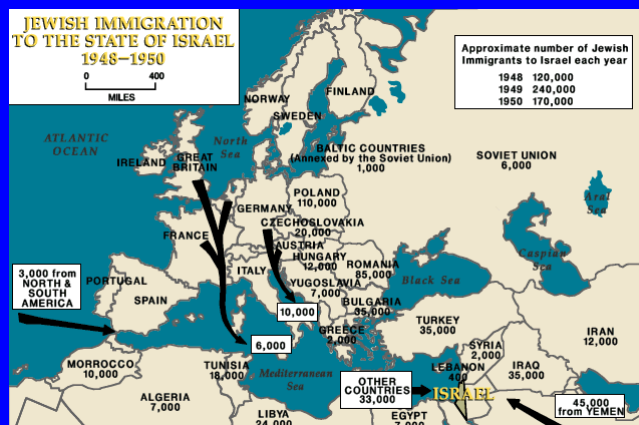 JEWISH IMMIGRATION
TO THE STATE OF ISRAEL
1948–1950
0 400
MILES
Approximate number of Jewish
Immigrants to Israel each year
1948 120,000
1949 240,000
1950 170,000
NORWAY
FINLAND
SWEDEN
ATLANTIC
OCEAN
North
Sea
IRELAND
GREAT
BRITAIN
BALTIC COUNTRIES
(Annexed by the Soviet Union)
1,000
SOVIET UNION
6,000
POLAND
110,000
GERMANY
CZECHOSLOVAKIA
20,000
Aral
Sea
FRANCE
AUSTRIA
HUNGARY
12,000
ITALY
ROMANIA
85,000
YUGOSLAVIA
7,000
BULGARIA
35,000
Black Sea
Caspian
Sea
3,000 from
NORTH &
SOUTH
AMERICA
PORTUGAL
SPAIN
10,000
GREECE
2,000
TURKEY
35,000
6,000
IRAN
12,000
SYRIA
2,000
MORROCCO
10,000
TUNISIA
18,000
Mediterranean
Sea
LEBANON
400
IRAQ
35,000
OTHER
COUNTRIES
33,000
ISRAEL
ALGERIA
7,000
LIBYA
EGYPT
45,000
from YEMEN